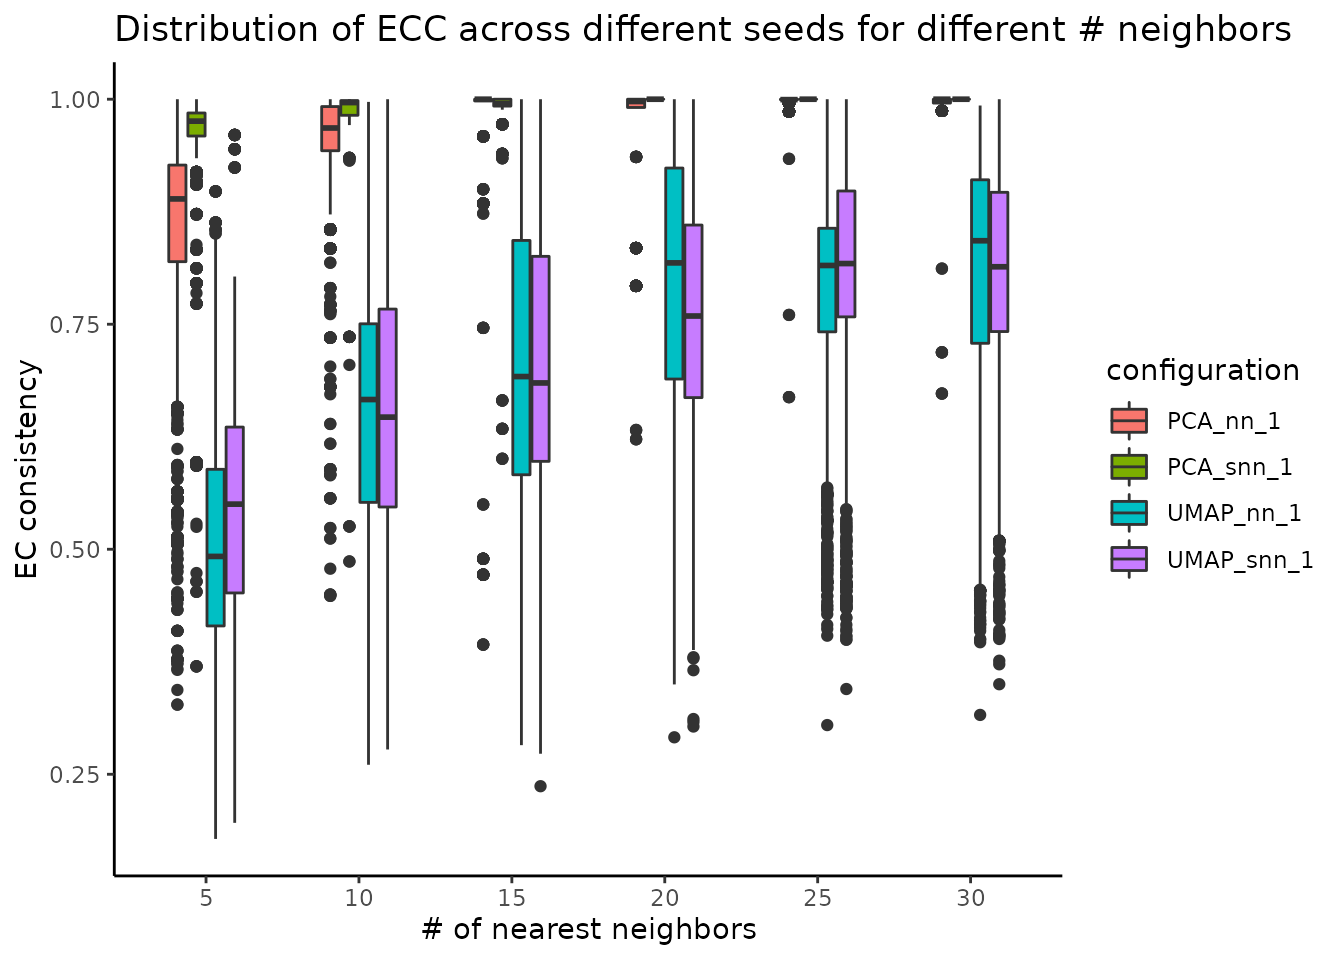 Distribution of ECC across different seeds for different # neighbors
EC consistency
1.00
0.75
0.50
0.25
5 10 15 20 25 30
# of nearest neighbors
configuration
PCA_nn_1
PCA_snn_1
UMAP_nn_1
UMAP_snn_1